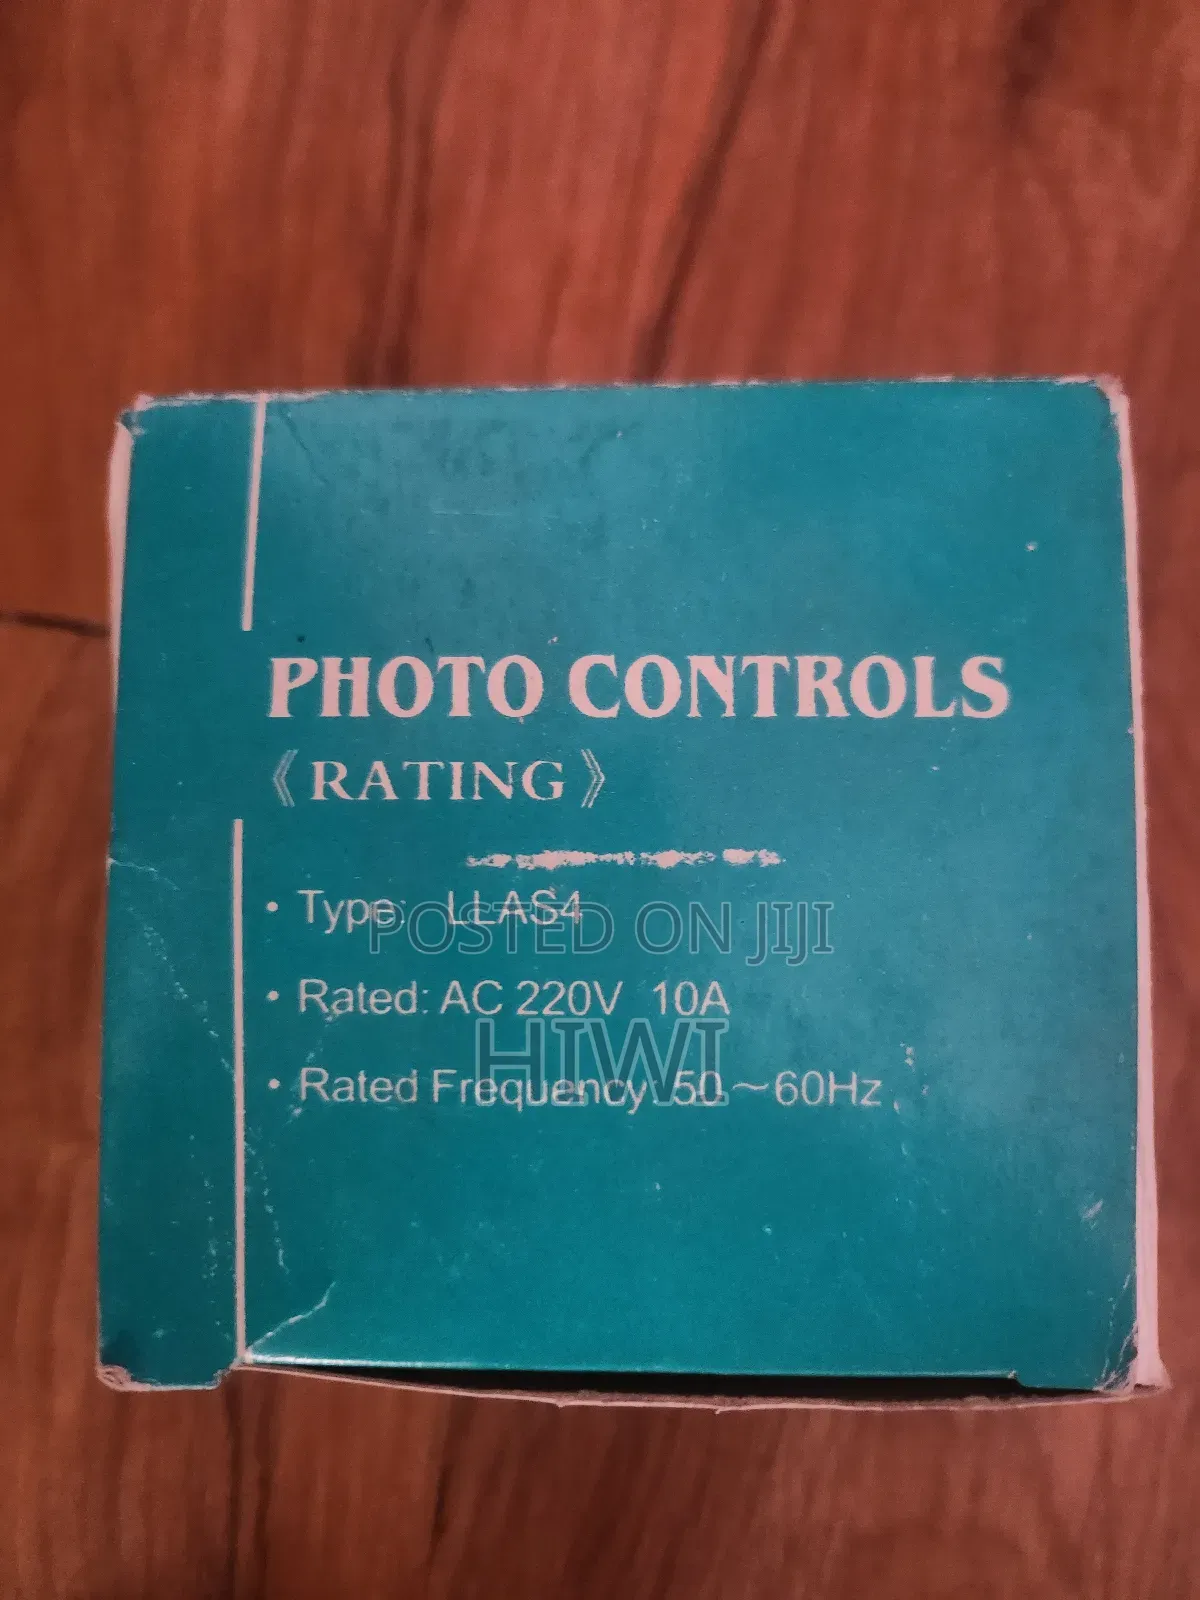 PHOTO CONTROLS
《RATING》
• Type: LLAS4
POSTED ON JIJI
• Rated: AC 220V 10A
HIWI
• Rated Frequency: 50~60Hz